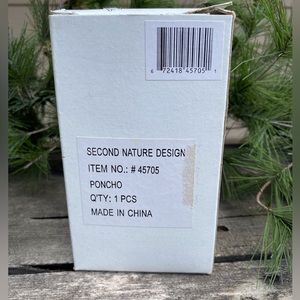 6 72418 45705 1
SECOND NATURE DESIGN
ITEM NO.: # 45705
PONCHO
Q'TY: 1 PCS
MADE IN CHINA